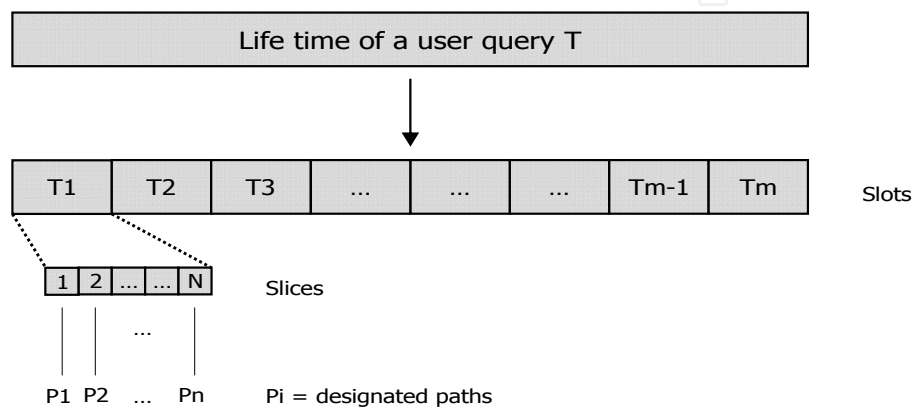 Life time of a user query T
T1 T2 T3 ... ... ... Tm-1 Tm Slots
1 2 ... ... N Slices
...
P1 P2 ... Pn Pi = designated paths